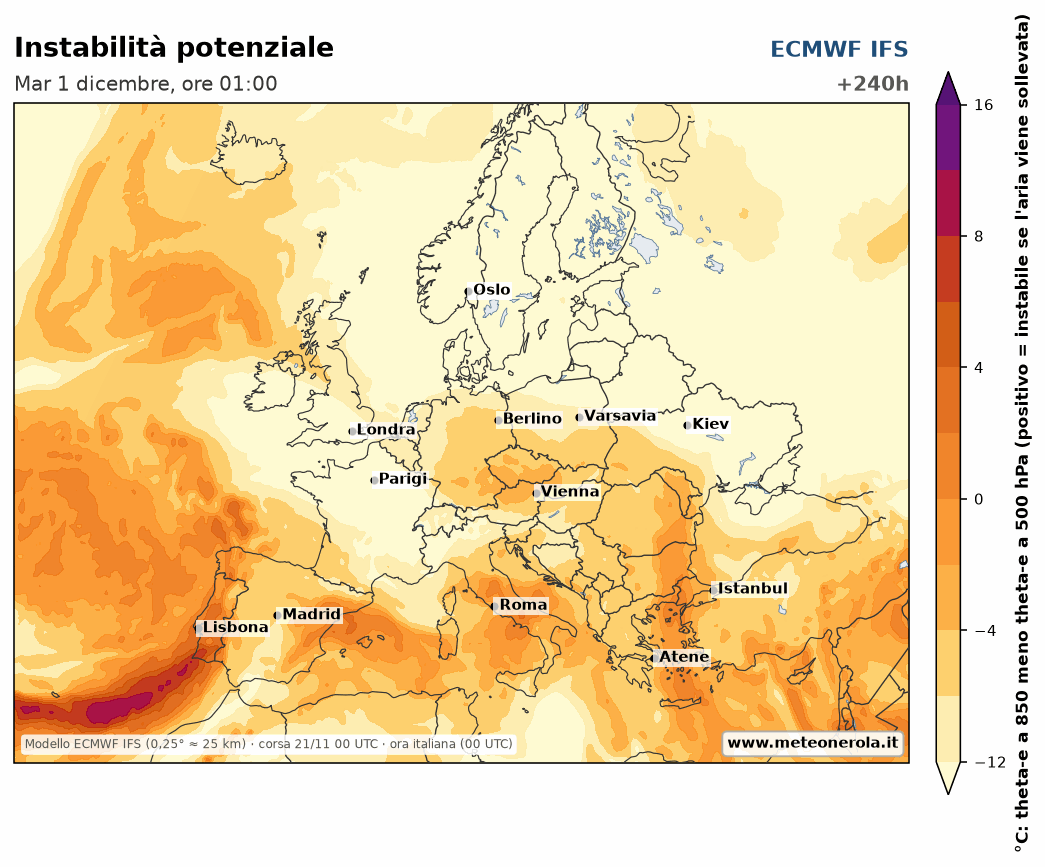 Instabilità potenziale
ECMWF IFS
Mar 1 dicembre, ore 01:00
+240h
Oslo
Berlino
Varsavia
Kiev
Londra
Parigi
Vienna
Istanbul
Roma
Madrid
Lisbona
Atene
Modello ECMWF IFS (0,25° ≈ 25 km) · corsa 21/11 00 UTC · ora italiana (00 UTC)
www.meteonerola.it
16
8
4
0
−4
−12
°C: theta-e a 850 meno theta-e a 500 hPa (positivo = instabile se l'aria viene sollevata)